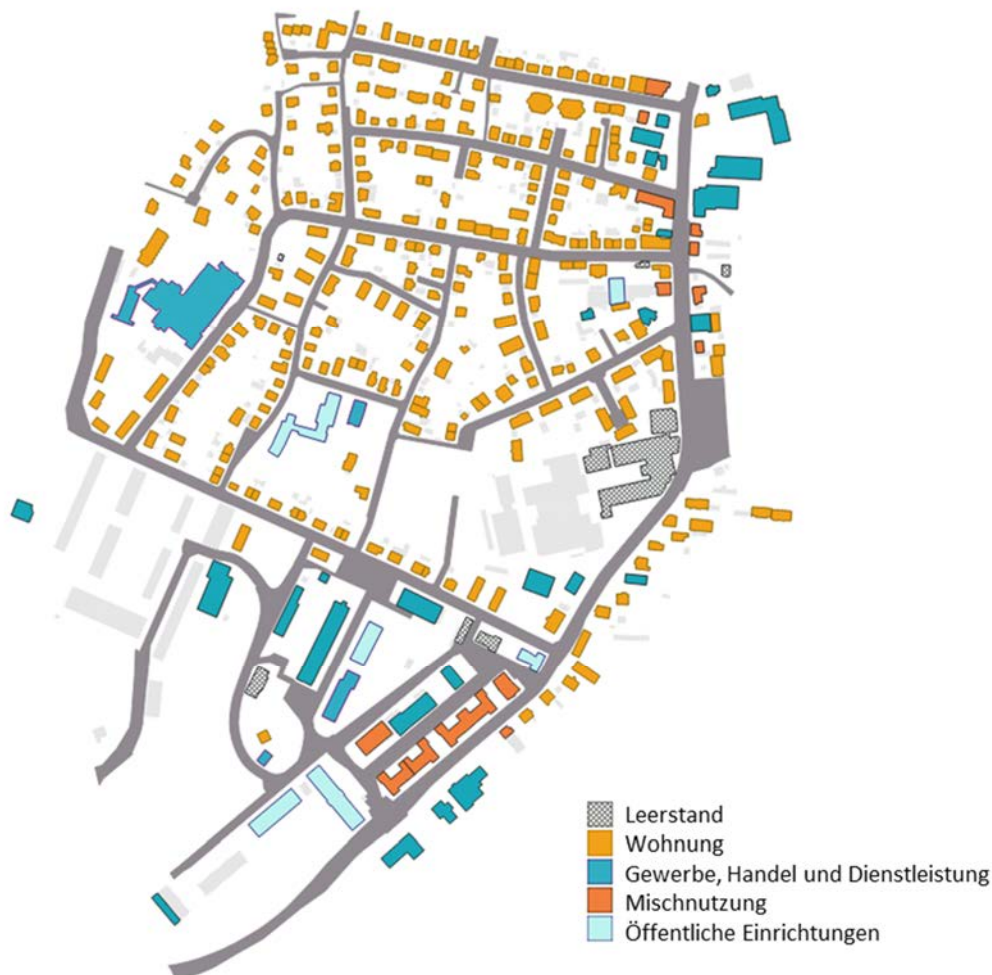 Leerstand
Wohnung
Gewerbe, Handel und Dienstleistung
Mischnutzung
Öffentliche Einrichtungen